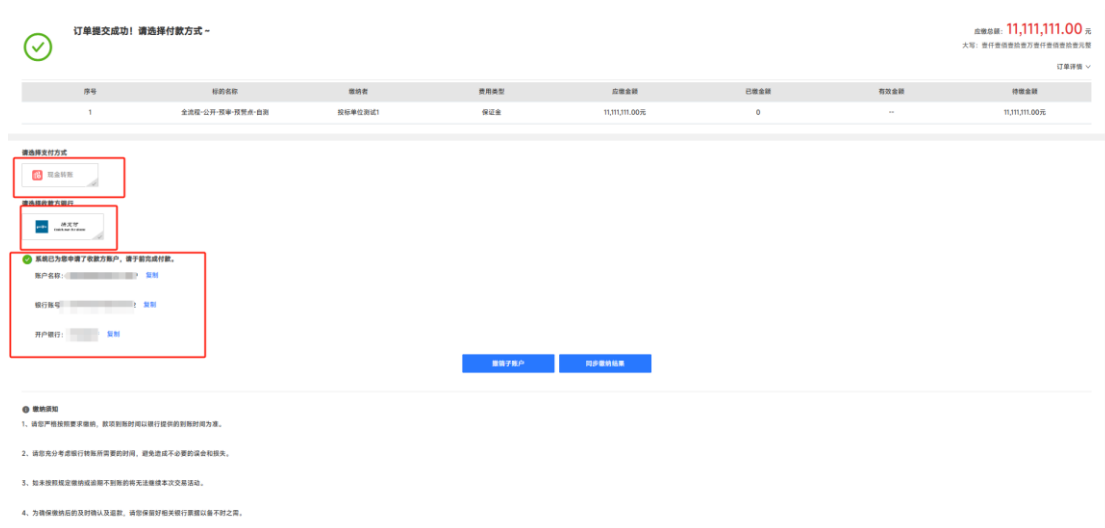 订单提交成功！请选择付款方式~
应缴总额：11,111,111.00 元
大写：壹仟壹佰壹拾壹万壹仟壹佰壹拾壹元整
订单详情
序号 标的名称 缴纳者 费用类型 应缴金额 已缴金额 有效金额 待缴金额
1 全流程-公开-预审-预警点-自测 投标单位测试1 保证金 11,111,111.00元 0 -- 11,111,111.00元
请选择支付方式
现金转账
请选择收款方银行
系统已为您申请了收款方账户，请于前完成付款。
账户名称： 复制
银行账号 复制
开户银行： 复制
撤销子账户 同步缴纳结果
缴纳须知
1、请您严格按照要求缴纳，款项到账时间以银行提供的到账时间为准。
2、请您充分考虑银行转账所需要的时间，避免造成不必要的误会和损失。
3、如未按照规定缴纳或逾期不到账的将无法继续本次交易活动。
4、为确保缴纳后的及时确认及退款，请您保留好相关银行票据以备不时之需。